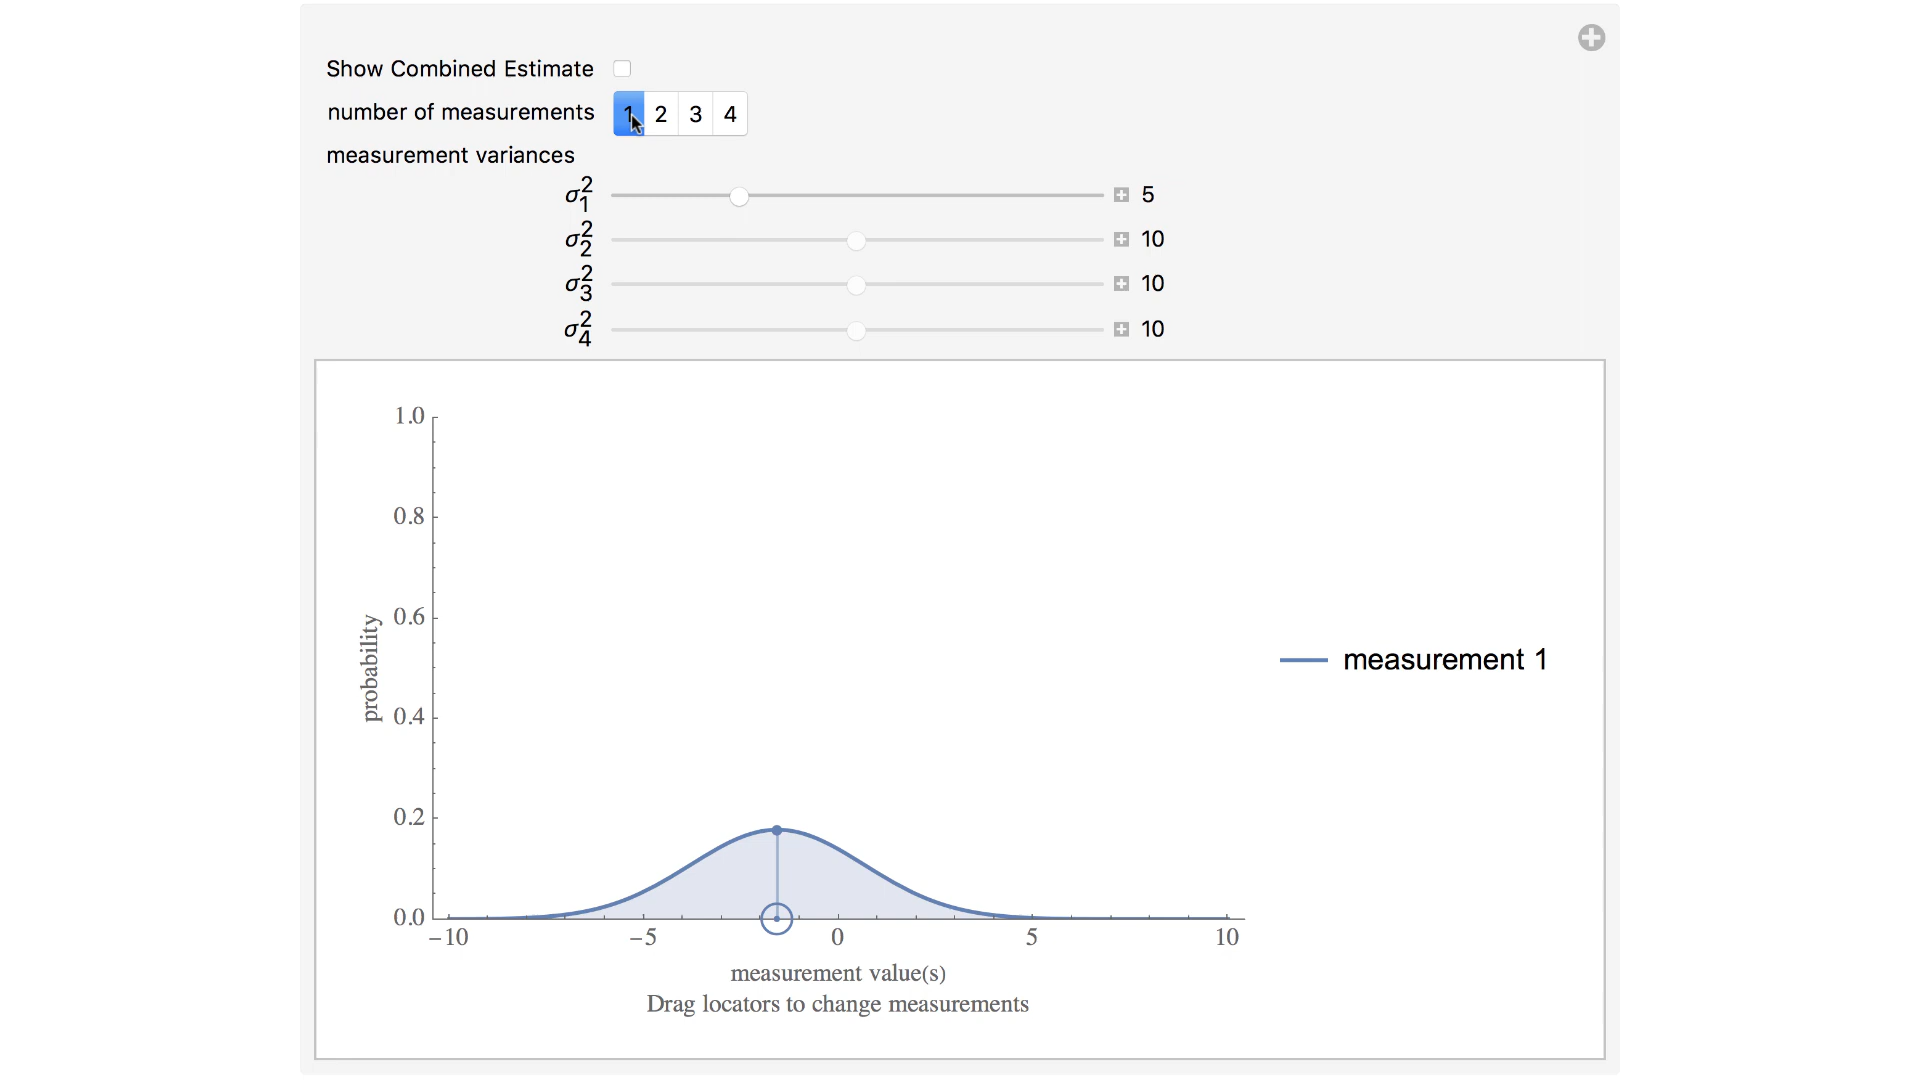 Show Combined Estimate
number of measurements 1 2 3 4
measurement variances
σ₁² 5
σ₂² 10
σ₃² 10
σ₄² 10
1.0
0.8
0.6
0.4
0.2
0.0
probability
−10 −5 0 5 10
measurement value(s)
Drag locators to change measurements
measurement 1